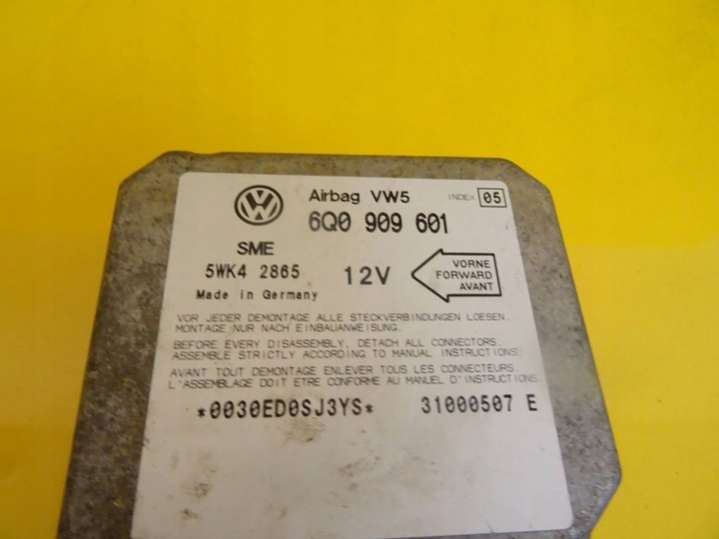 Airbag VW5 INDEX 05
6Q0 909 601
SME
5WK4 2865 12V
Made in Germany
VORNE
FORWARD
AVANT
VOR JEDER DEMONTAGE ALLE STECKVERBINDUNGEN LOESEN.
MONTAGE NUR NACH EINBAUANWEISUNG.
BEFORE EVERY DISASSEMBLY, DETACH ALL CONNECTORS.
ASSEMBLE STRICTLY ACCORDING TO MANUAL INSTRUCTIONS!
AVANT TOUT DEMONTAGE ENLEVER TOUS LES CONNECTEURS.
L'ASSEMBLAGE DOIT ETRE CONFORME AU MANUEL D'INSTRUCTIONS.
*0030ED0SJ3YS* 31000507 E